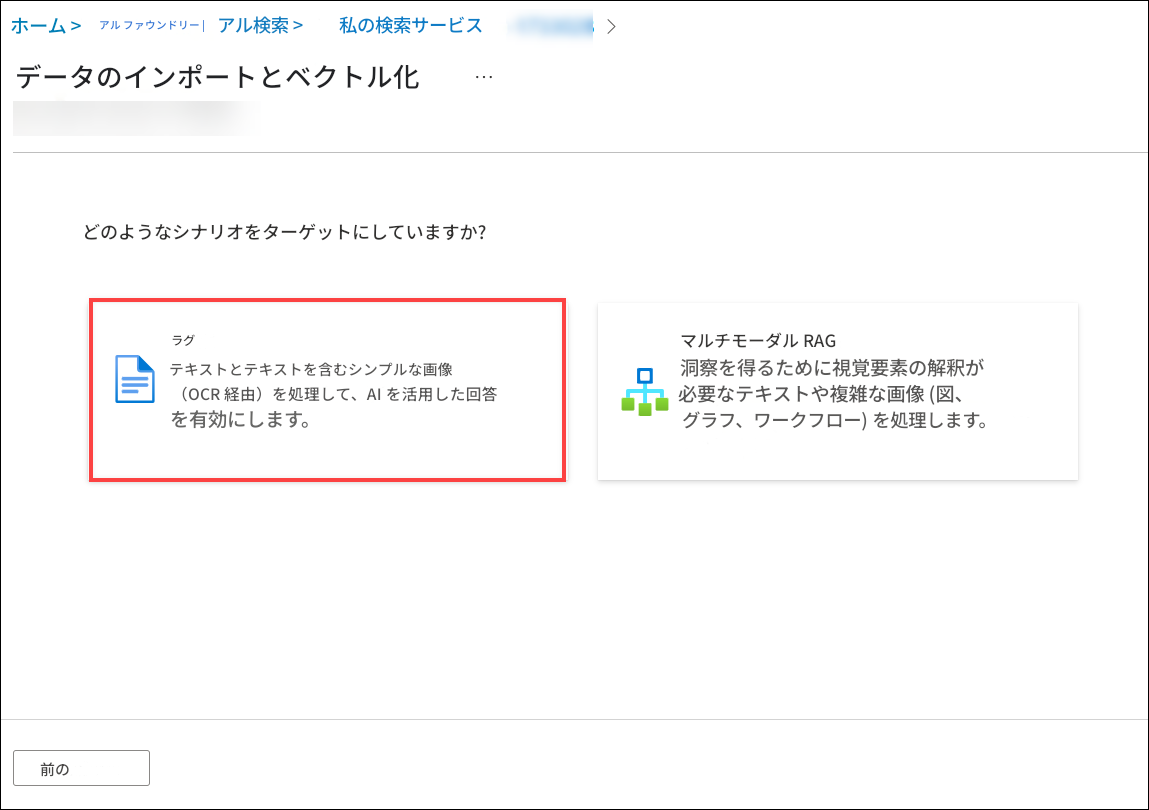 ホーム > アル ファウンドリー | アル検索 > 私の検索サービス
データのインポートとベクトル化 …
どのようなシナリオをターゲットにしていますか?
ラグ
テキストとテキストを含むシンプルな画像
（OCR 経由）を処理して、AI を活用した回答
を有効にします。
マルチモーダル RAG
洞察を得るために視覚要素の解釈が
必要なテキストや複雑な画像 (図、
グラフ、ワークフロー) を処理します。
前の